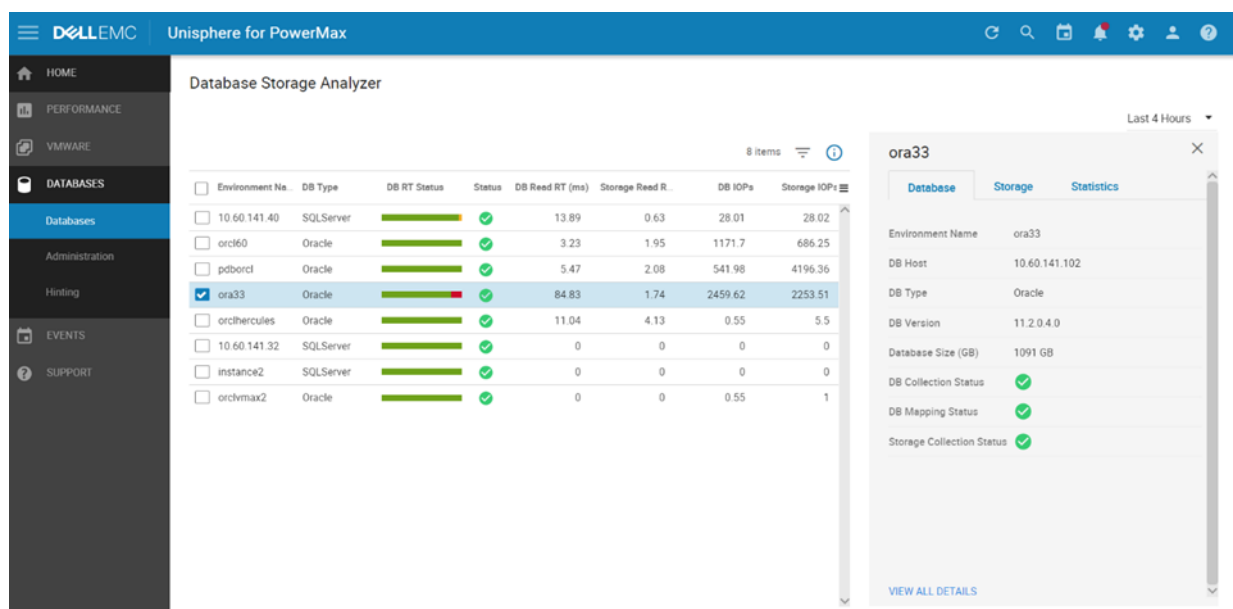 DELLEMC Unisphere for PowerMax
HOME
PERFORMANCE
VMWARE
DATABASES
Databases
Administration
Hinting
EVENTS
SUPPORT
Database Storage Analyzer
Last 4 Hours
8 items
Environment Na... DB Type DB RT Status Status DB Read RT (ms) Storage Read R... DB IOPs Storage IOPs
10.60.141.40 SQLServer 13.89 0.63 28.01 28.02
orcl60 Oracle 3.23 1.95 1171.7 686.25
pdborcl Oracle 5.47 2.08 541.98 4196.36
ora33 Oracle 84.83 1.74 2459.62 2253.51
orclhercules Oracle 11.04 4.13 0.55 5.5
10.60.141.32 SQLServer 0 0 0 0
instance2 SQLServer 0 0 0 0
orclvmax2 Oracle 0 0 0.55 1
ora33
Database Storage Statistics
Environment Name ora33
DB Host 10.60.141.102
DB Type Oracle
DB Version 11.2.0.4.0
Database Size (GB) 1091 GB
DB Collection Status
DB Mapping Status
Storage Collection Status
VIEW ALL DETAILS